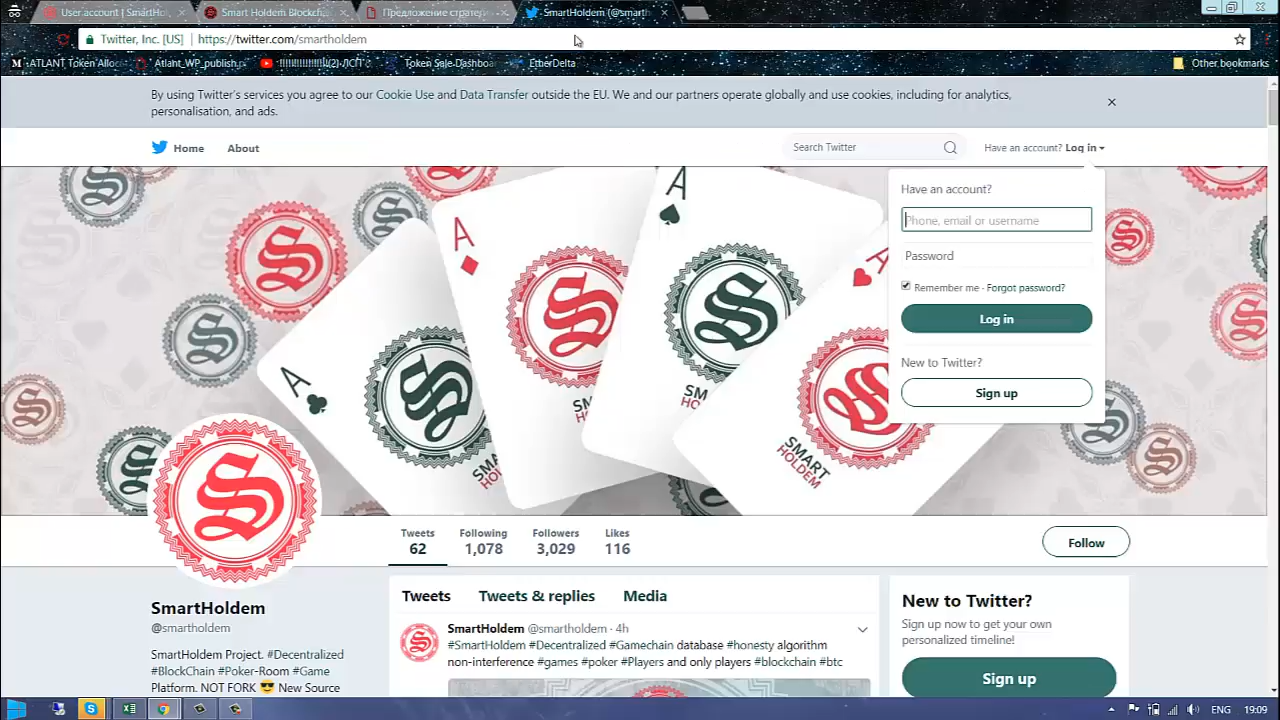 User account | SmartHo
Smart Holdem Blockcha
Предложение стратег
SmartHoldem (@smarth
Twitter, Inc. [US]
https://twitter.com/smartholdem
ATLANT Token Alloc
Atlant_WP_publish.p
Token Sale-Dashboa
EtherDelta
Other bookmarks
By using Twitter's services you agree to our Cookie Use and Data Transfer outside the EU. We and our partners operate globally and use cookies, including for analytics,
personalisation, and ads.
Home
About
Search Twitter
Have an account? Log in
Have an account?
Phone, email or username
Password
Remember me · Forgot password?
Log in
New to Twitter?
Sign up
A
A
A
A
S
SMART
HOLDEM
Tweets
62
Following
1,078
Followers
3,029
Likes
116
Follow
SmartHoldem
@smartholdem
SmartHoldem Project. #Decentralized
#BlockChain #Poker-Room #Game
Platform. NOT FORK 😎 New Source
Tweets
Tweets & replies
Media
SmartHoldem @smartholdem · 4h
#SmartHoldem #Decentralized #Gamechain database #honesty algorithm
non-interference #games #poker #Players and only players #blockchain #btc
New to Twitter?
Sign up now to get your own
personalized timeline!
Sign up
ENG
19:09